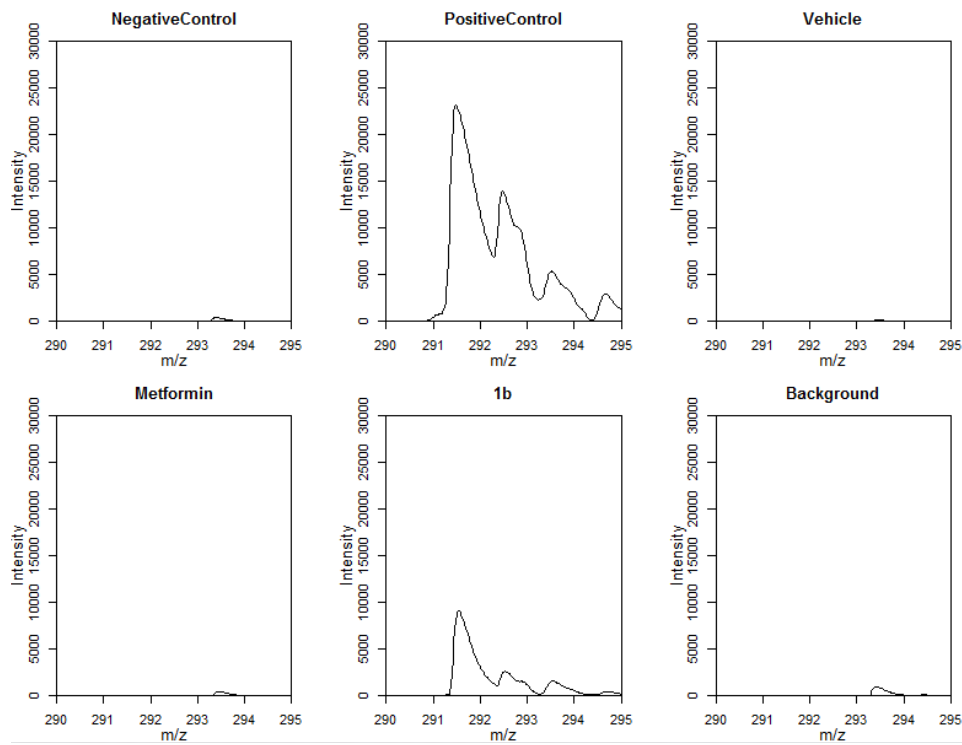 NegativeControl PositiveControl Vehicle
30000 30000 30000
25000 25000 25000
20000 20000 20000
15000 15000 15000
Intensity Intensity Intensity
10000 10000 10000
5000 5000 5000
0 0 0
290 291 292 293 294 295 290 291 292 293 294 295 290 291 292 293 294 295
m/z m/z m/z
Metformin 1b Background
30000 30000 30000
25000 25000 25000
20000 20000 20000
15000 15000 15000
Intensity Intensity Intensity
10000 10000 10000
5000 5000 5000
0 0 0
290 291 292 293 294 295 290 291 292 293 294 295 290 291 292 293 294 295
m/z m/z m/z